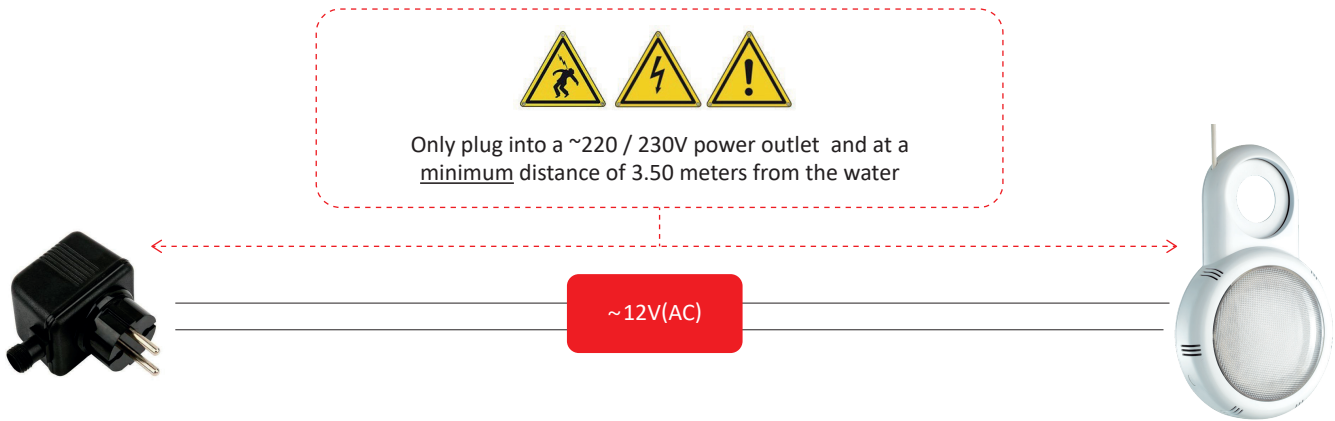 Only plug into a ~220 / 230V power outlet and at a
minimum distance of 3.50 meters from the water
~12V(AC)